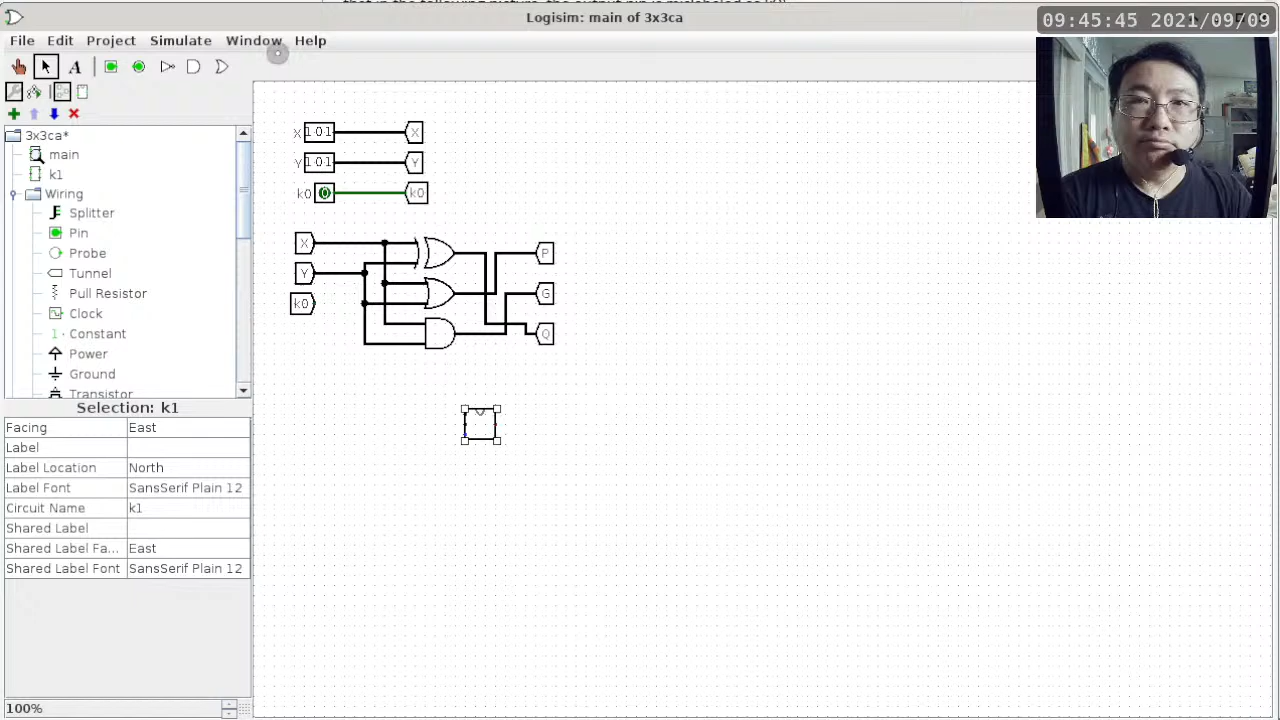 Logisim: main of 3x3ca
09:45:45 2021/09/09
File Edit Project Simulate Window Help
A
3x3ca*
main
k1
Wiring
Splitter
Pin
Probe
Tunnel
Pull Resistor
Clock
1 Constant
Power
Ground
Transistor
Selection: k1
Facing East
Label
Label Location North
Label Font SansSerif Plain 12
Circuit Name k1
Shared Label
Shared Label Fa... East
Shared Label Font SansSerif Plain 12
100%
X 101 X
Y 101 Y
k0 0 k0
X P
Y G
k0 Q